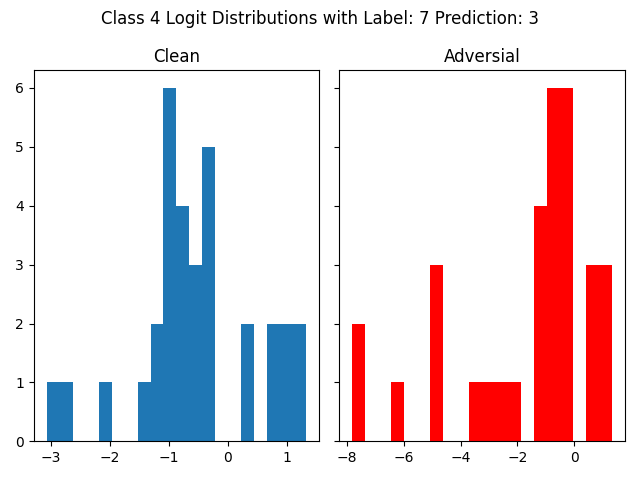 Class 4 Logit Distributions with Label: 7 Prediction: 3
Clean
Adversial
6
5
4
3
2
1
0
−3 −2 −1 0 1
−8 −6 −4 −2 0